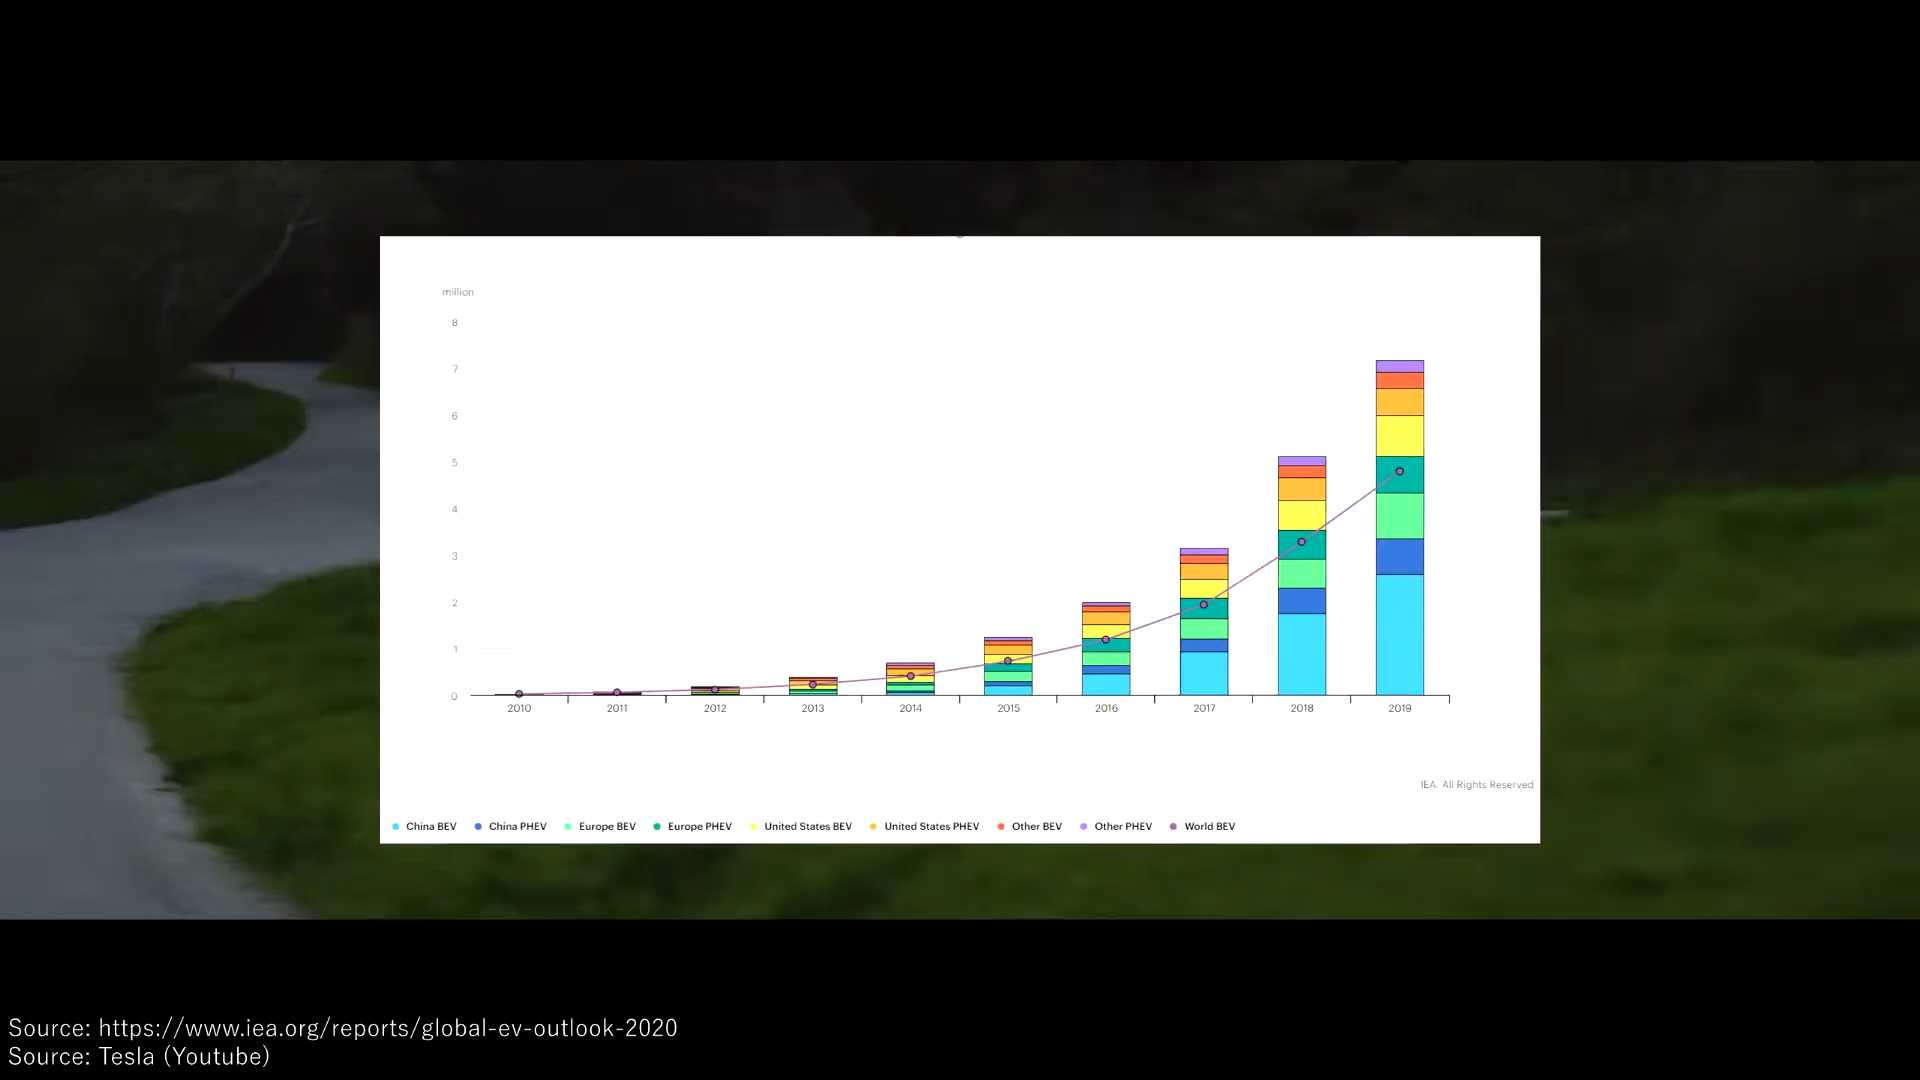 million
8
7
6
5
4
3
2
1
0
2010 2011 2012 2013 2014 2015 2016 2017 2018 2019
IEA. All Rights Reserved
China BEV China PHEV Europe BEV Europe PHEV United States BEV United States PHEV Other BEV Other PHEV World BEV
Source: https://www.iea.org/reports/global-ev-outlook-2020
Source: Tesla (Youtube)